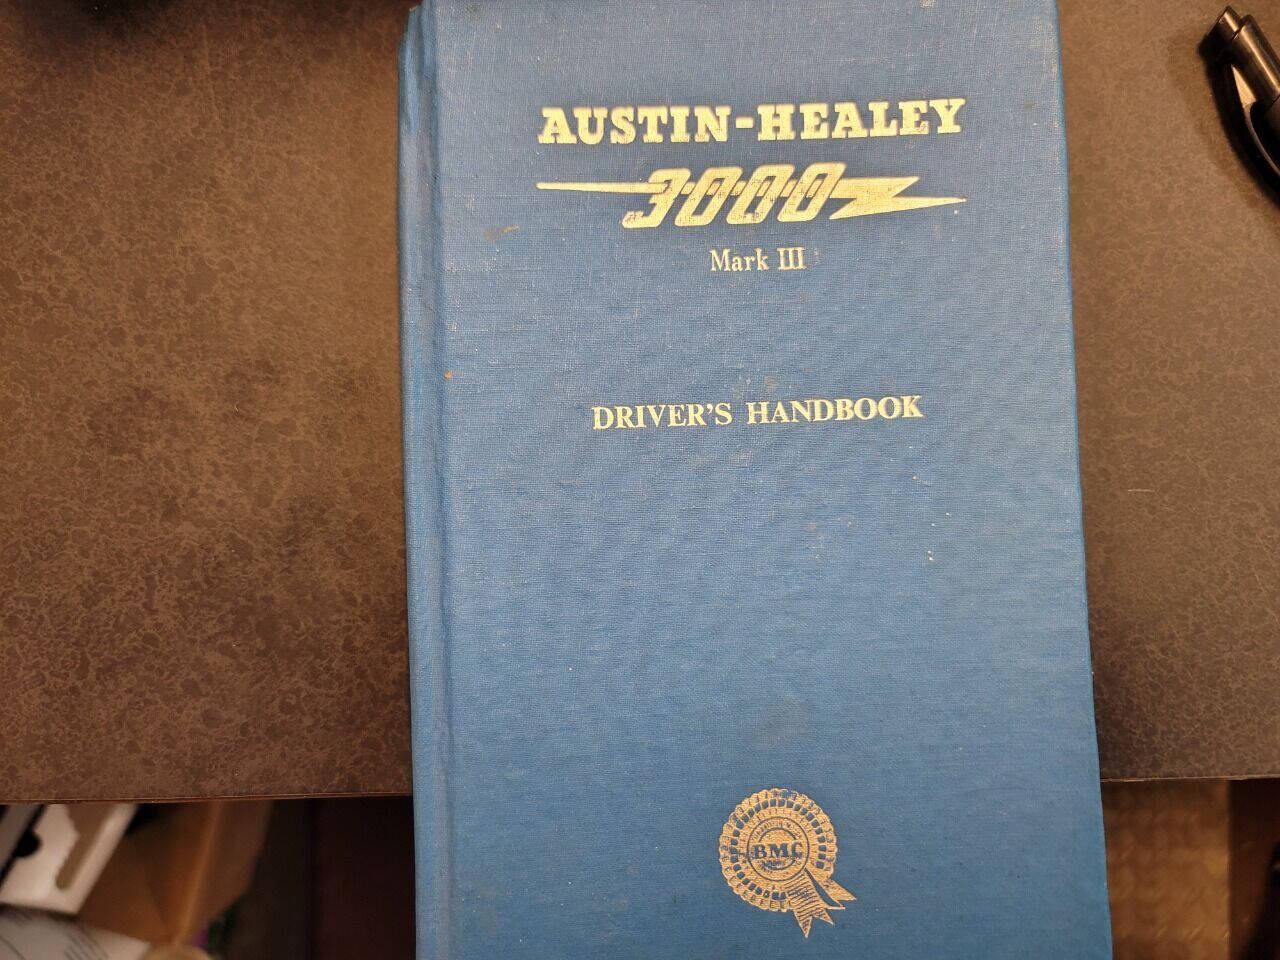 AUSTIN-HEALEY
3000
Mark III
DRIVER'S HANDBOOK
BMC